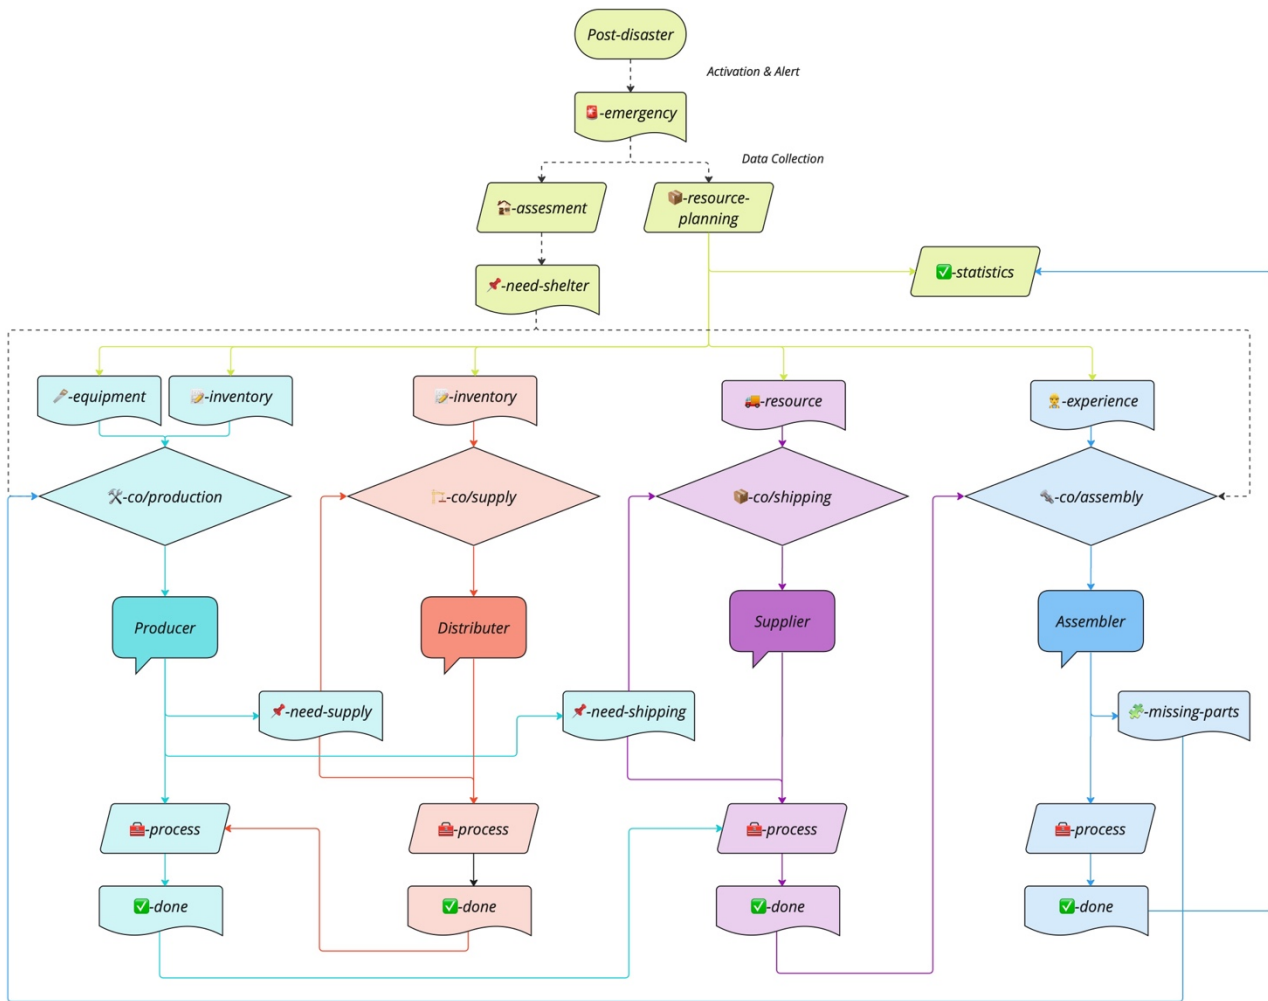 Post-disaster
Activation & Alert
🚨-emergency
Data Collection
🏠-assesment
📦-resource-
planning
✅-statistics
📌-need-shelter
🔧-equipment
📝-inventory
📝-inventory
🚚-resource
👷-experience
🛠️-co/production
🏗️-co/supply
📦-co/shipping
🔩-co/assembly
Producer
Distributer
Supplier
Assembler
📌-need-supply
📌-need-shipping
🧩-missing-parts
🧰-process
🧰-process
🧰-process
🧰-process
✅-done
✅-done
✅-done
✅-done